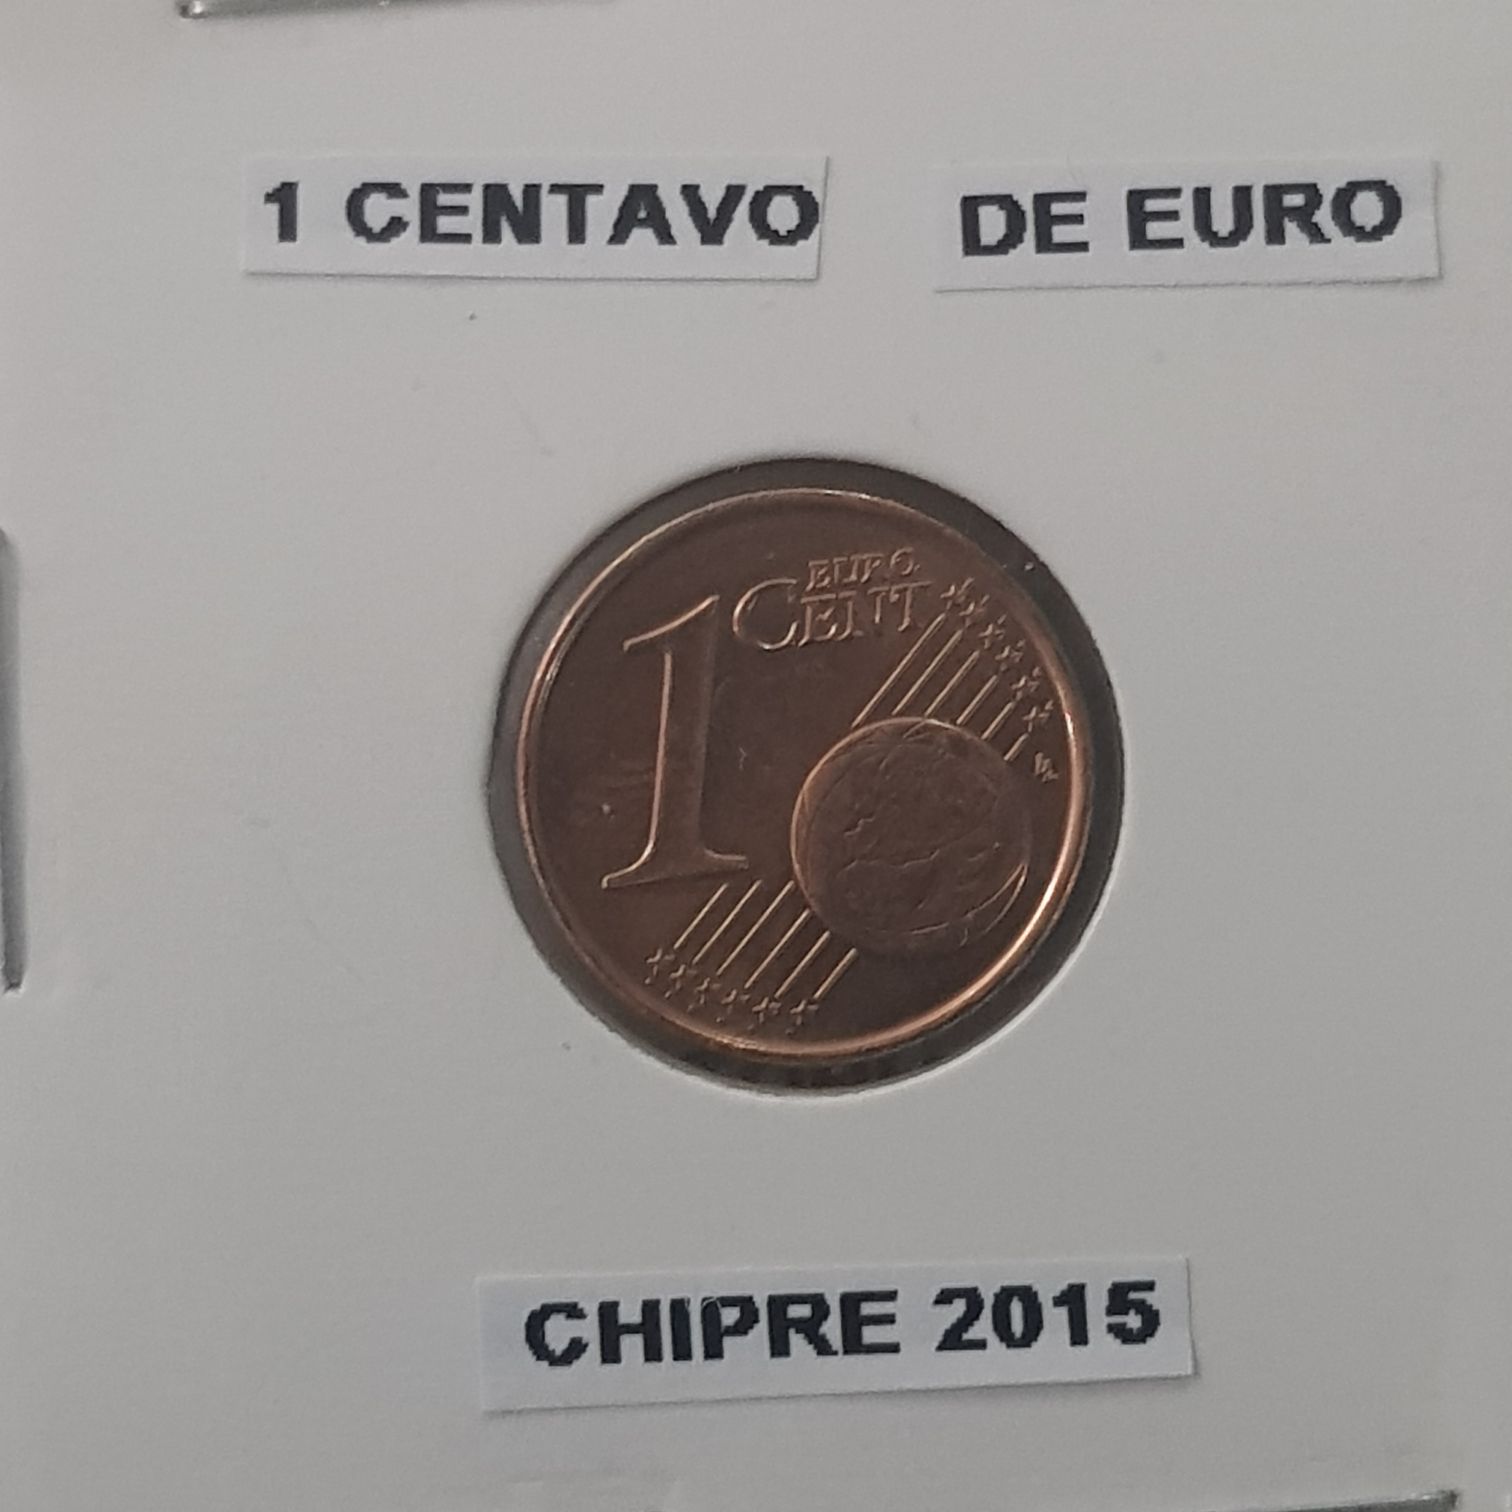 1 CENTAVO DE EURO
1 EURO
CENT
CHIPRE 2015